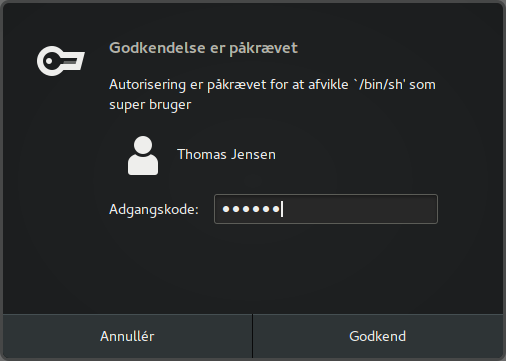 Godkendelse er påkrævet
Autorisering er påkrævet for at afvikle `/bin/sh' som
super bruger
Thomas Jensen
Adgangskode: ●●●●●●
Annullér
Godkend